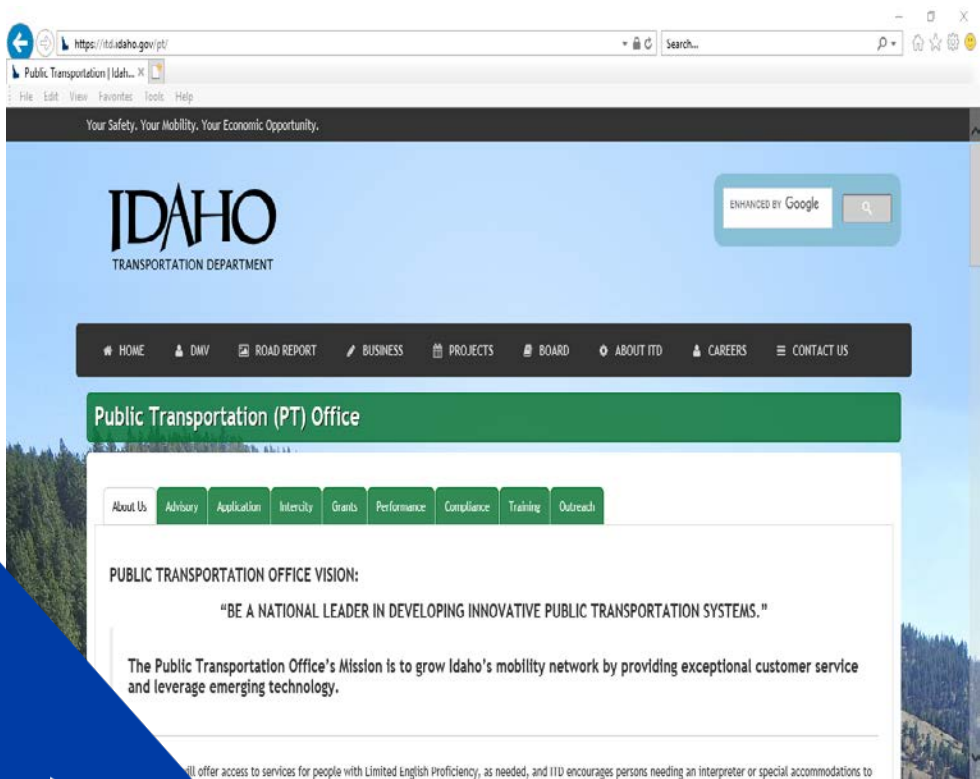 https://itd.idaho.gov/pt/
Search...
Public Transportation | Idah...
File Edit View Favorites Tools Help
Your Safety. Your Mobility. Your Economic Opportunity.
IDAHO
TRANSPORTATION DEPARTMENT
ENHANCED BY Google
HOME DMV ROAD REPORT BUSINESS PROJECTS BOARD ABOUT ITD CAREERS CONTACT US
Public Transportation (PT) Office
About Us Advisory Application Intercity Grants Performance Compliance Training Outreach
PUBLIC TRANSPORTATION OFFICE VISION:
"BE A NATIONAL LEADER IN DEVELOPING INNOVATIVE PUBLIC TRANSPORTATION SYSTEMS."
The Public Transportation Office's Mission is to grow Idaho's mobility network by providing exceptional customer service
and leverage emerging technology.
offer access to services for people with Limited English Proficiency, as needed, and ITD encourages persons needing an interpreter or special accommodations to